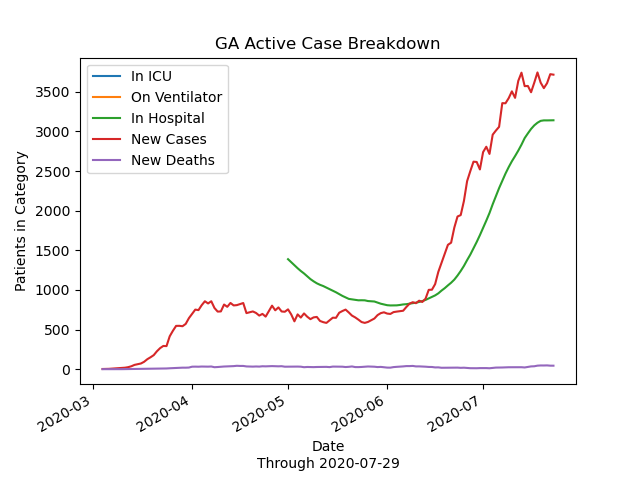 GA Active Case Breakdown
In ICU
On Ventilator
In Hospital
New Cases
New Deaths
Patients in Category
3500
3000
2500
2000
1500
1000
500
0
2020-03
2020-04
2020-05
2020-06
2020-07
Date
Through 2020-07-29